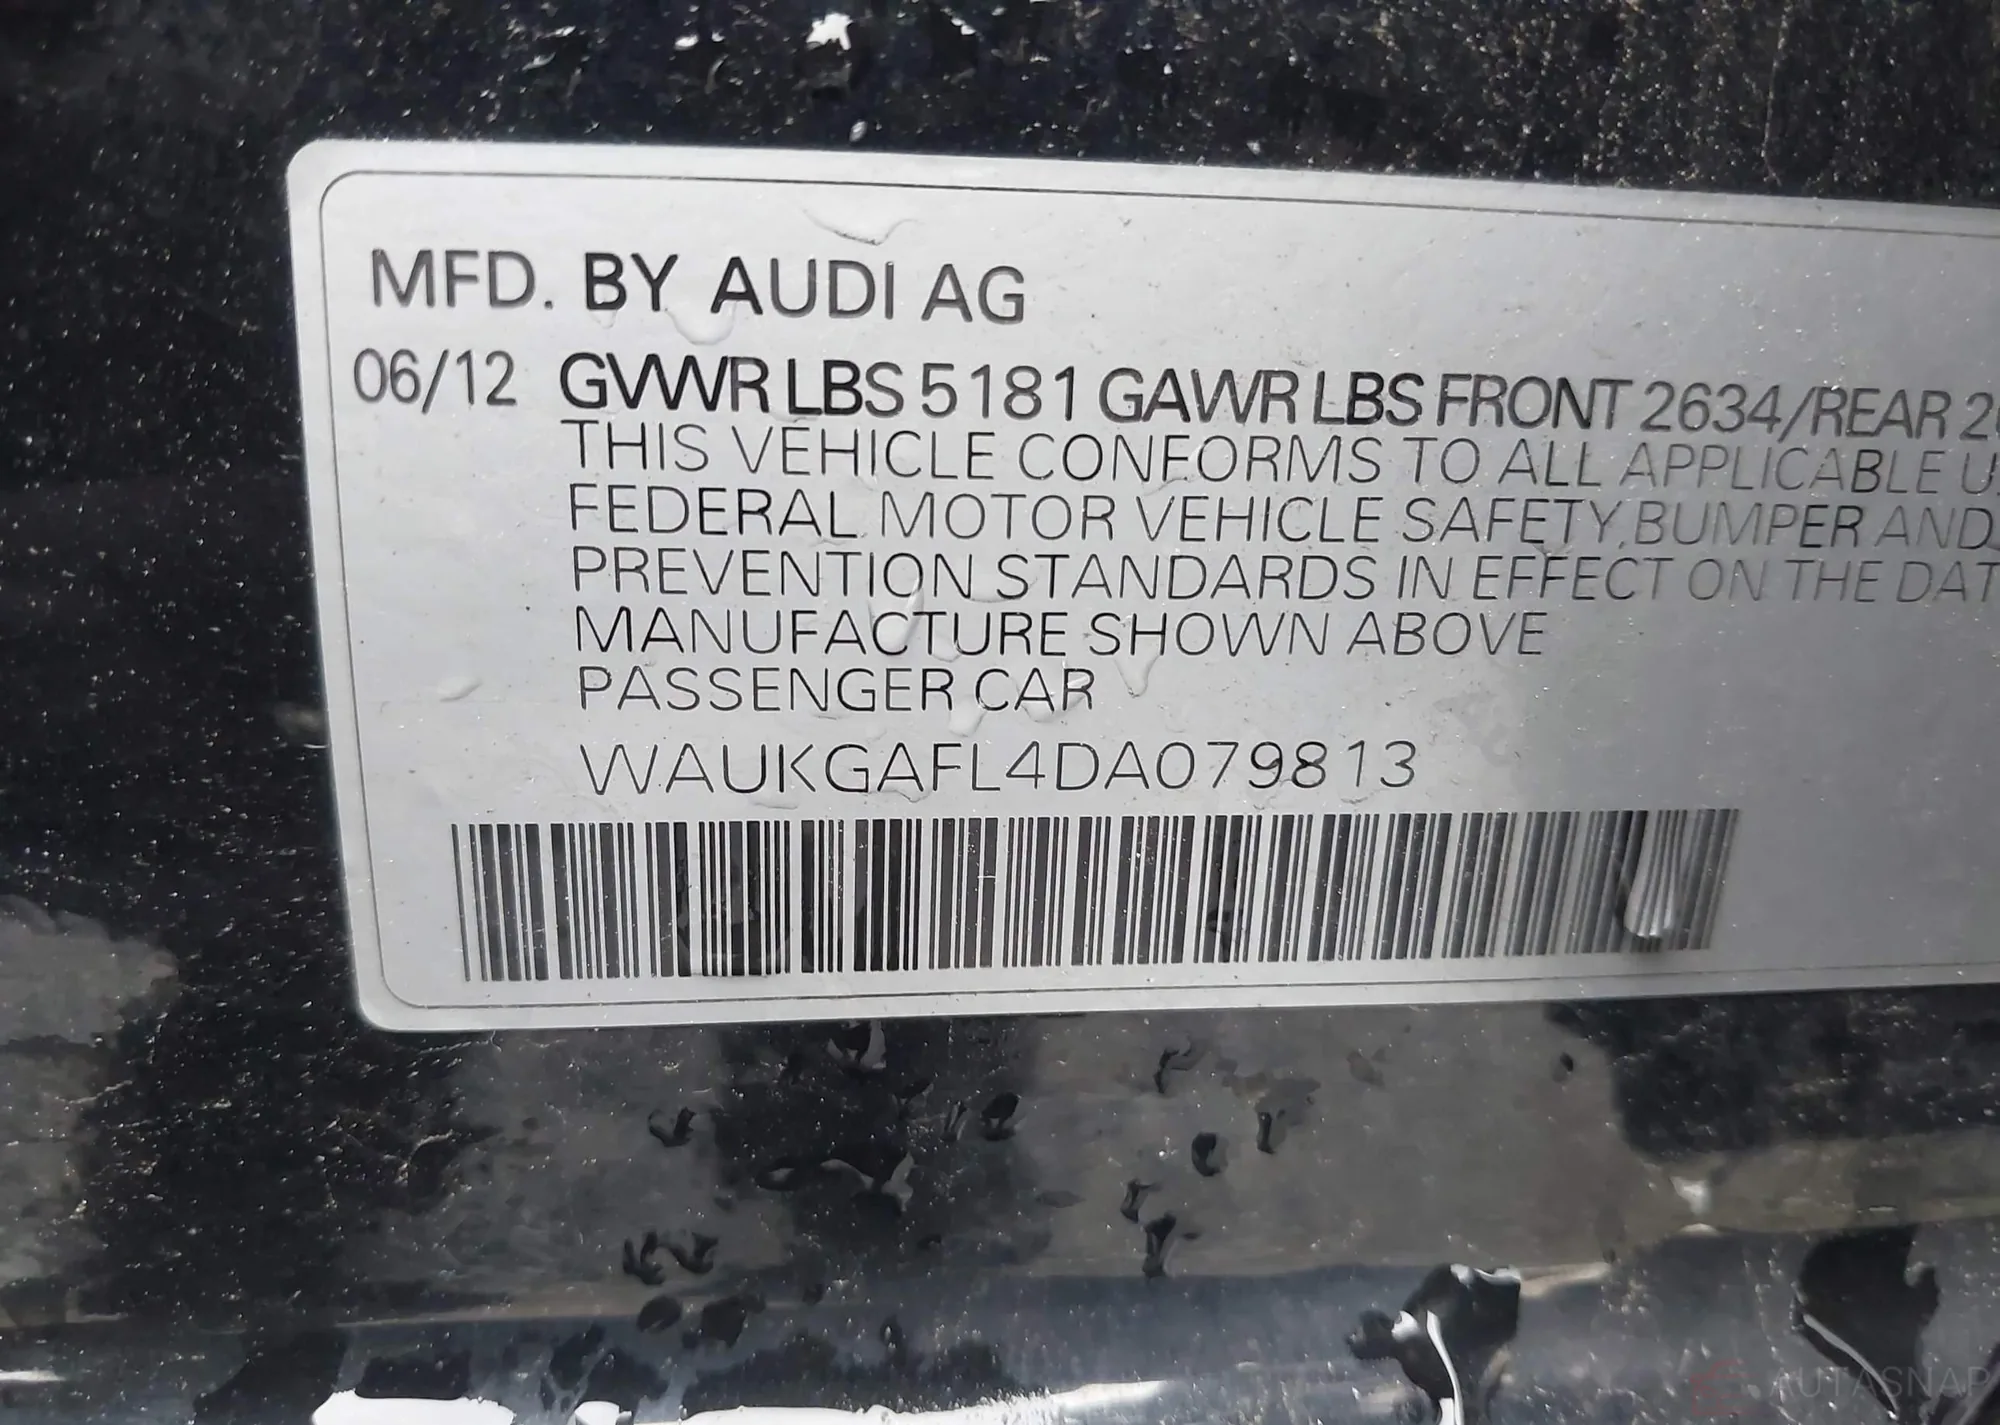 MFD. BY AUDI AG
06/12 GVWR LBS 5181 GAWR LBS FRONT 2634/REAR
THIS VEHICLE CONFORMS TO ALL APPLICABLE
FEDERAL MOTOR VEHICLE SAFETY, BUMPER AND
PREVENTION STANDARDS IN EFFECT ON THE DAT
MANUFACTURE SHOWN ABOVE
PASSENGER CAR
WAUKGAFL4DA079813
AUTASNAP